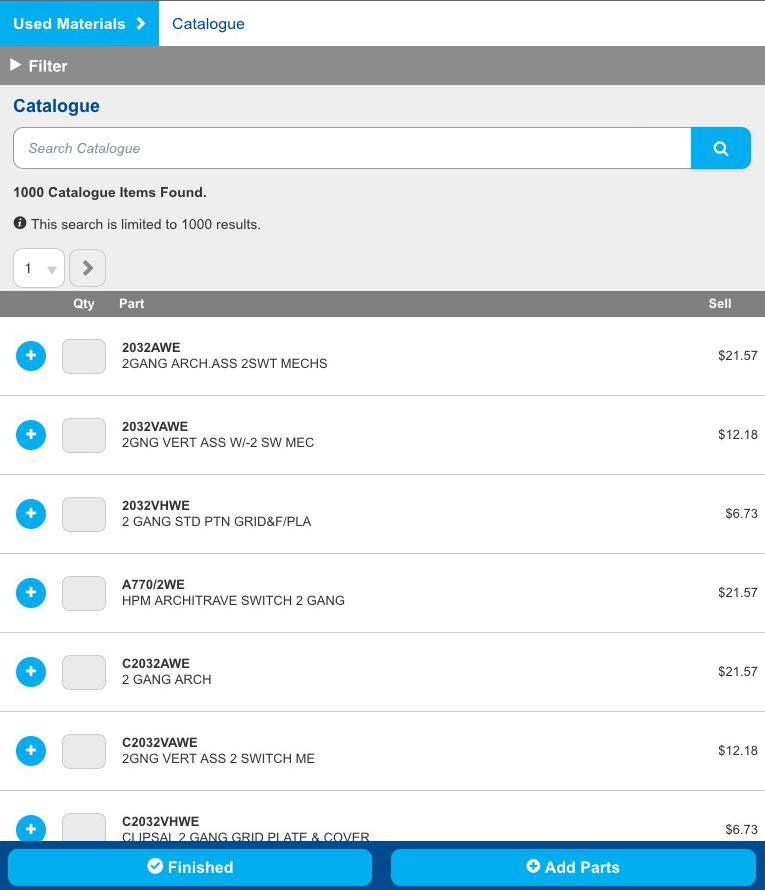 Used Materials
Catalogue
Filter
Catalogue
Search Catalogue
1000 Catalogue Items Found.
This search is limited to 1000 results.
1
Qty Part Sell
2032AWE
2GANG ARCH.ASS 2SWT MECHS
$21.57
2032VAWE
2GNG VERT ASS W/-2 SW MEC
$12.18
2032VHWE
2 GANG STD PTN GRID&F/PLA
$6.73
A770/2WE
HPM ARCHITRAVE SWITCH 2 GANG
$21.57
C2032AWE
2 GANG ARCH
$21.57
C2032VAWE
2GNG VERT ASS 2 SWITCH ME
$12.18
C2032VHWE
CLIPSAL 2 GANG GRID PLATE & COVER
$6.73
Finished
Add Parts